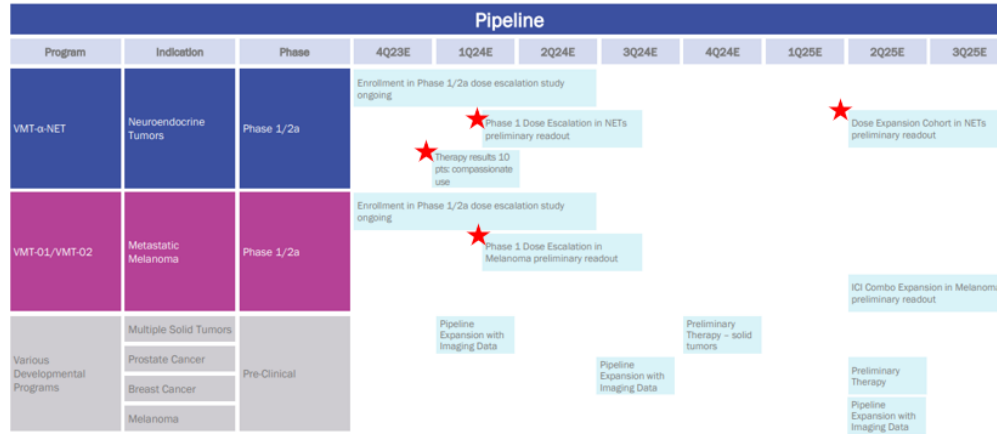 Pipeline
Program Indication Phase 4Q23E 1Q24E 2Q24E 3Q24E 4Q24E 1Q25E 2Q25E 3Q25E
VMT-α-NET
Neuroendocrine
Tumors
Phase 1/2a
Enrollment in Phase 1/2a dose escalation study
ongoing
Phase 1 Dose Escalation in NETs
preliminary readout
Dose Expansion Cohort in NETs
preliminary readout
Therapy results 10
pts: compassionate
use
VMT-01/VMT-02
Metastatic
Melanoma
Phase 1/2a
Enrollment in Phase 1/2a dose escalation study
ongoing
Phase 1 Dose Escalation in
Melanoma preliminary readout
ICI Combo Expansion in Melanoma
preliminary readout
Various
Developmental
Programs
Multiple Solid Tumors
Prostate Cancer
Breast Cancer
Melanoma
Pre-Clinical
Pipeline
Expansion with
Imaging Data
Preliminary
Therapy – solid
tumors
Pipeline
Expansion with
Imaging Data
Preliminary
Therapy
Pipeline
Expansion with
Imaging Data